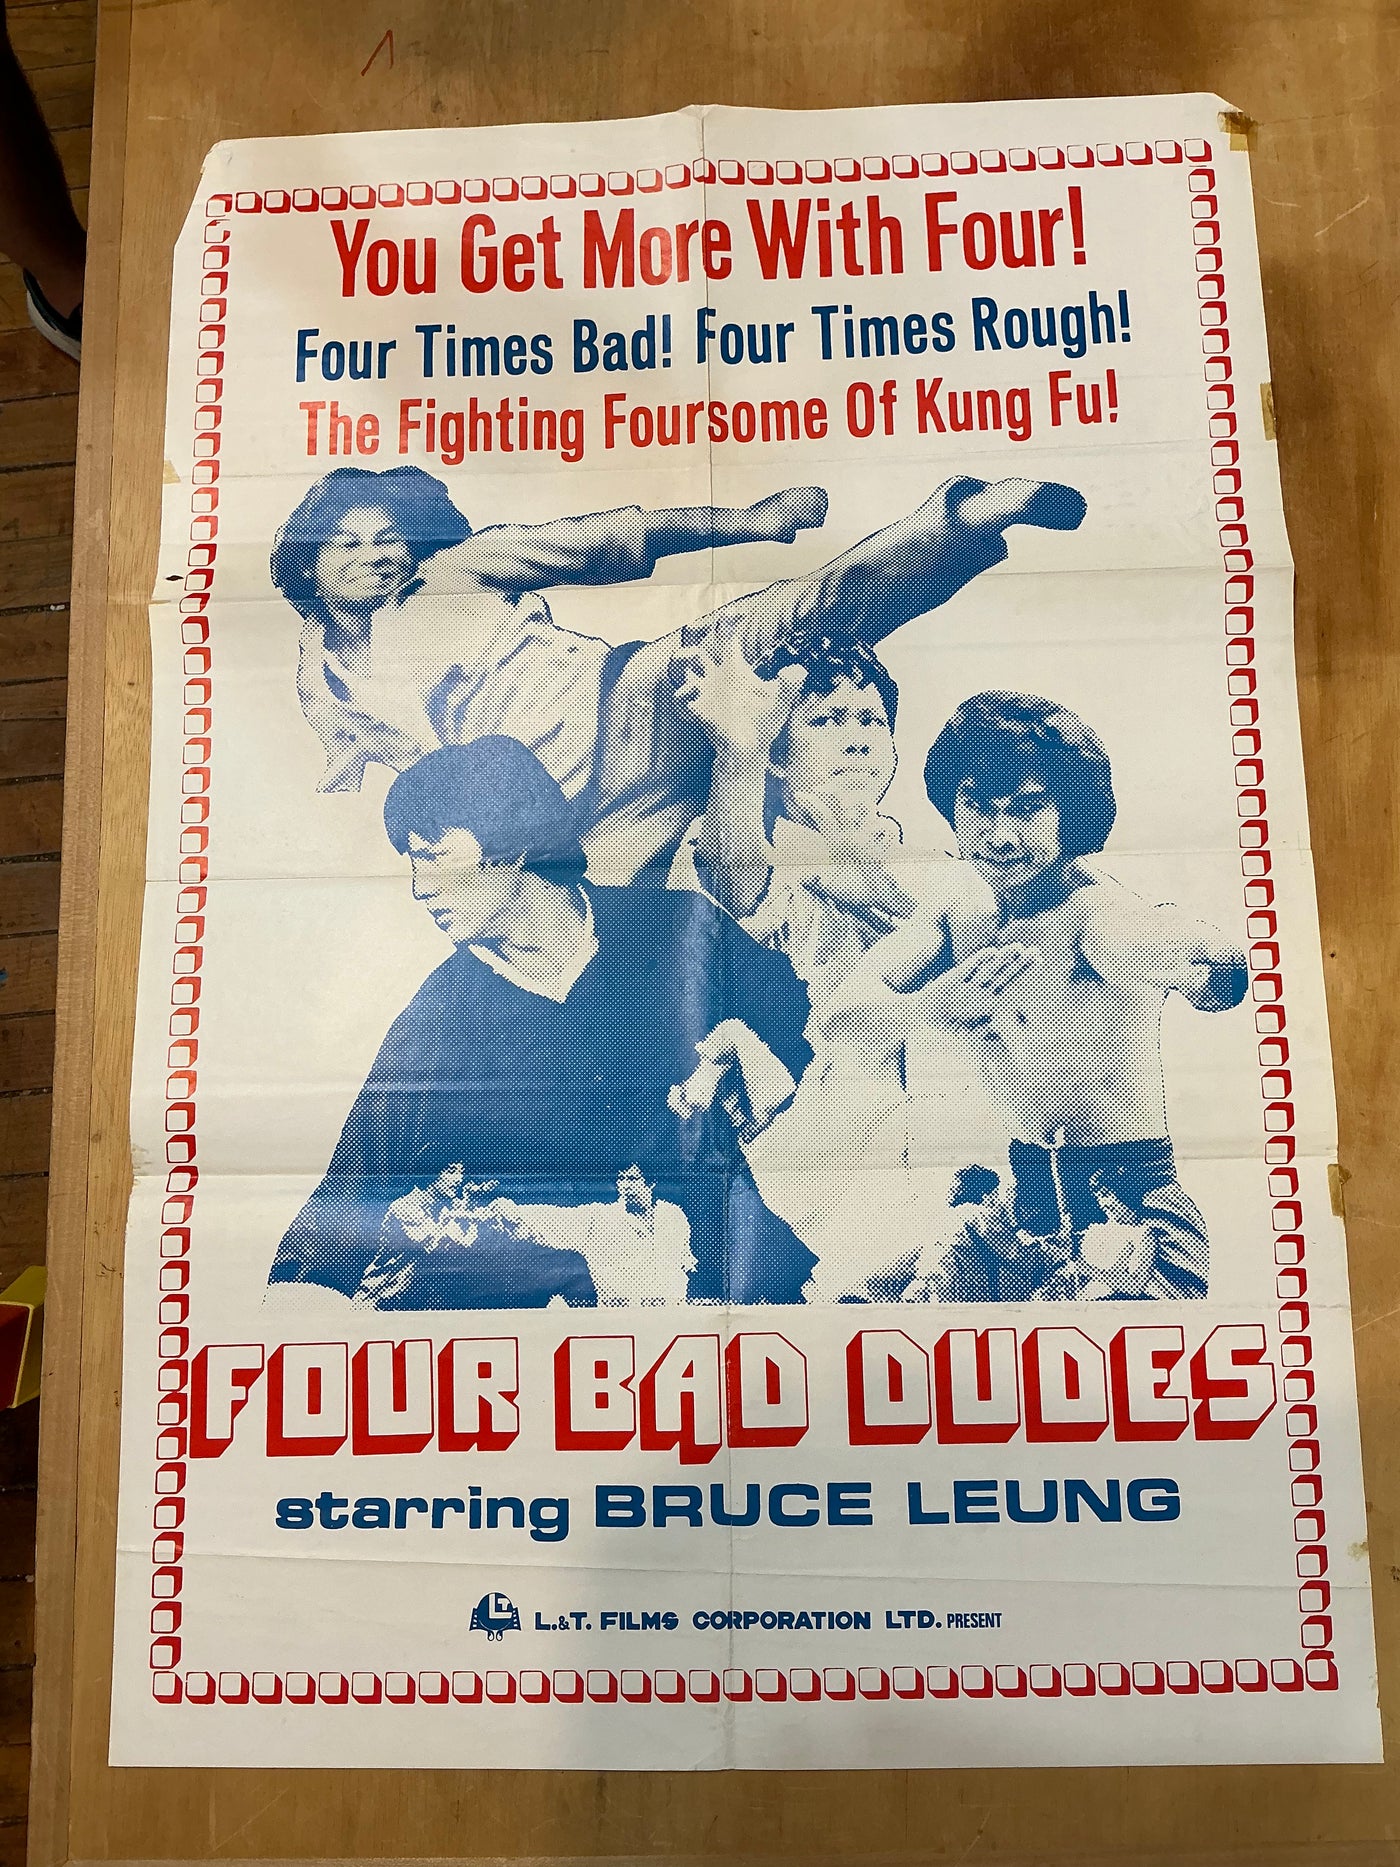 You Get More With Four!
Four Times Bad! Four Times Rough!
The Fighting Foursome Of Kung Fu!
FOUR BAD DUDES
starring BRUCE LEUNG
LT L.&T. FILMS CORPORATION LTD. PRESENT